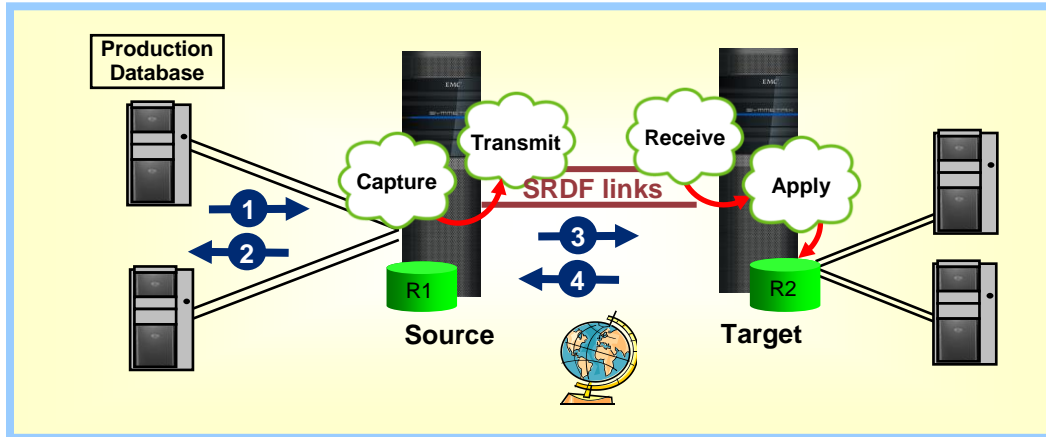 Production
Database
EMC
EMC
Transmit
Receive
Capture
Apply
SRDF links
1
2
3
4
R1
R2
Source
Target